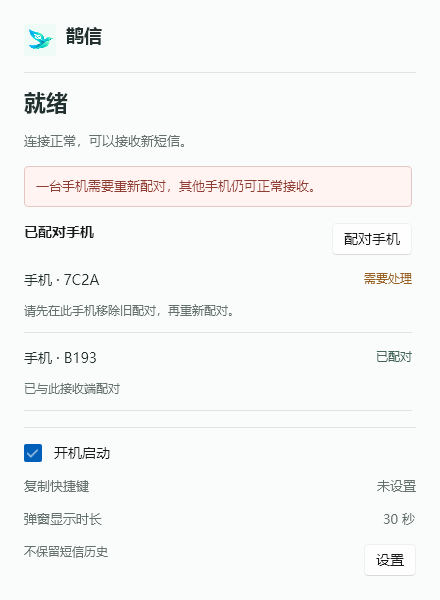 鹊信
就绪
连接正常，可以接收新短信。
一台手机需要重新配对，其他手机仍可正常接收。
已配对手机
配对手机
手机 · 7C2A
需要处理
请先在此手机移除旧配对，再重新配对。
手机 · B193
已配对
已与此接收端配对
开机启动
复制快捷键
未设置
弹窗显示时长
30 秒
不保留短信历史
设置